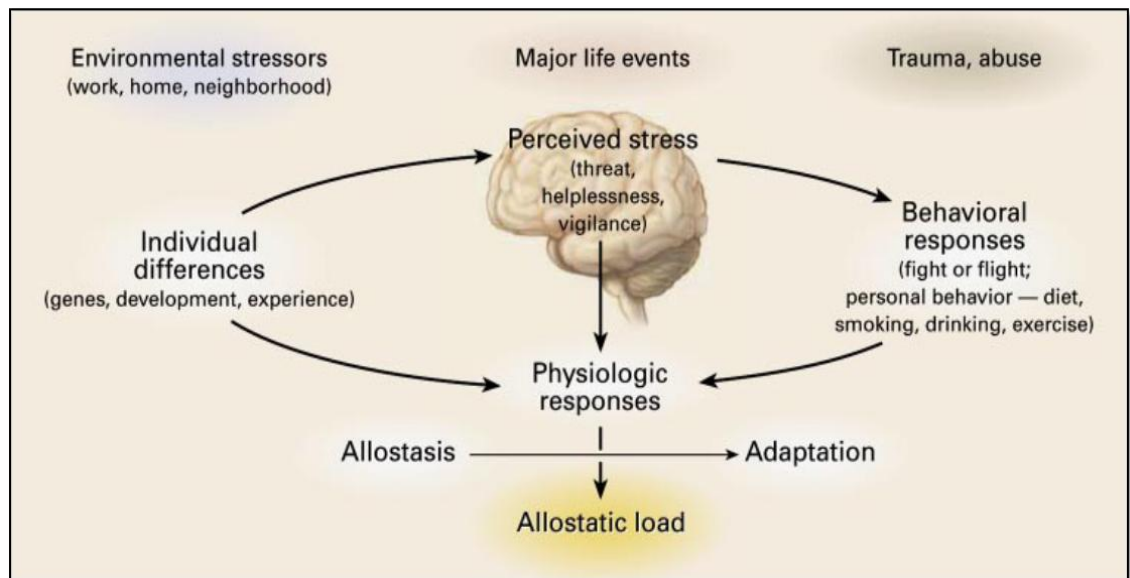 Environmental stressors
(work, home, neighborhood)
Major life events
Trauma, abuse
Perceived stress
(threat,
helplessness,
vigilance)
Individual
differences
(genes, development, experience)
Behavioral
responses
(fight or flight;
personal behavior — diet,
smoking, drinking, exercise)
Physiologic
responses
Allostasis
Adaptation
Allostatic load